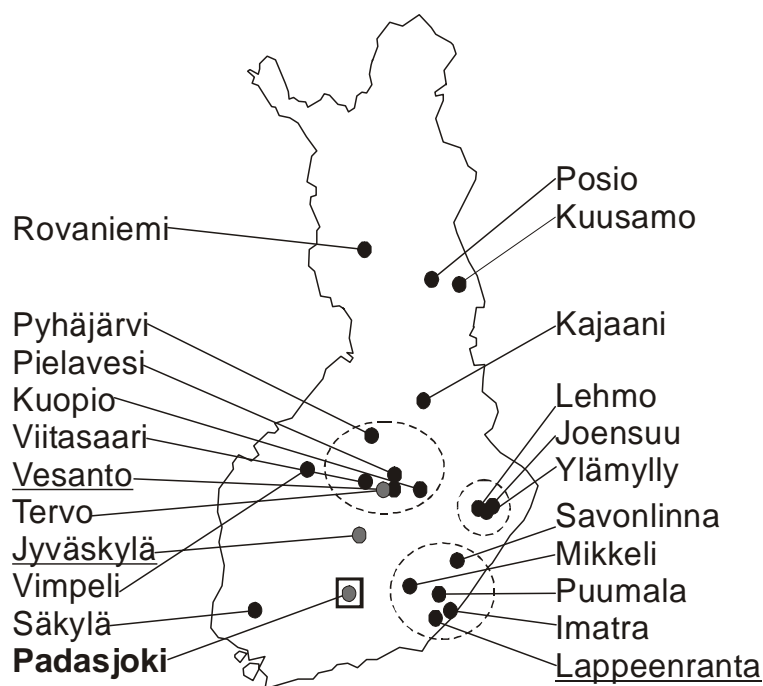 Rovaniemi
Pyhäjärvi
Pielavesi
Kuopio
Viitasaari
Vesanto
Tervo
Jyväskylä
Vimpeli
Säkylä
Padasjoki
Posio
Kuusamo
Kajaani
Lehmo
Joensuu
Ylämylly
Savonlinna
Mikkeli
Puumala
Imatra
Lappeenranta